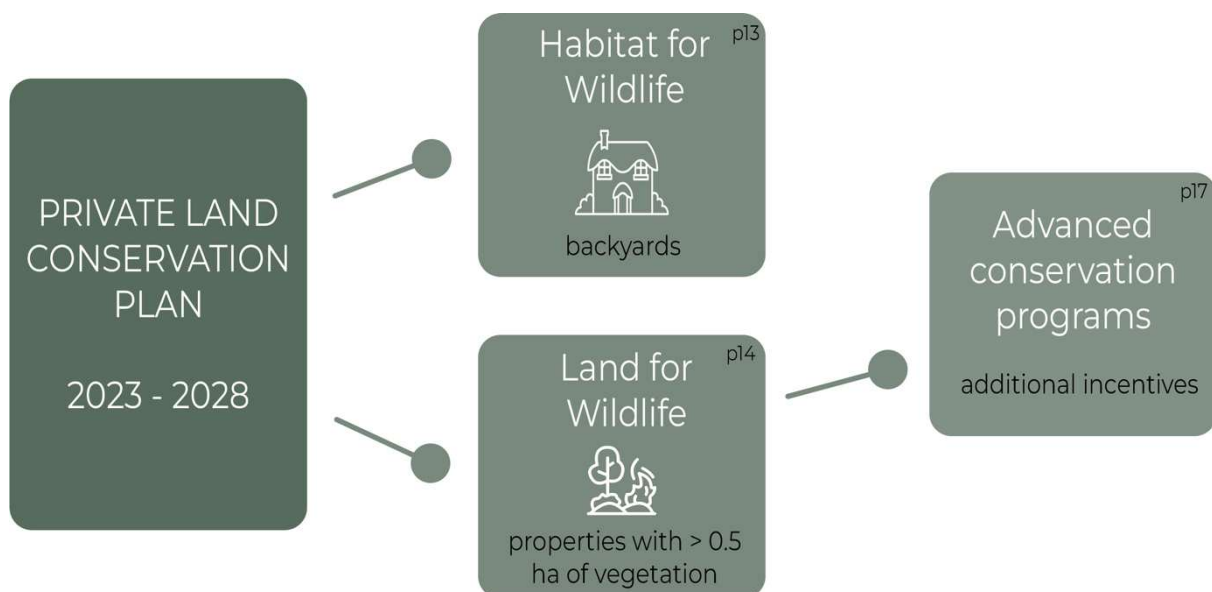 PRIVATE LAND
CONSERVATION
PLAN
2023 - 2028
p13
Habitat for
Wildlife
backyards
p14
Land for
Wildlife
properties with > 0.5
ha of vegetation
p17
Advanced
conservation
programs
additional incentives